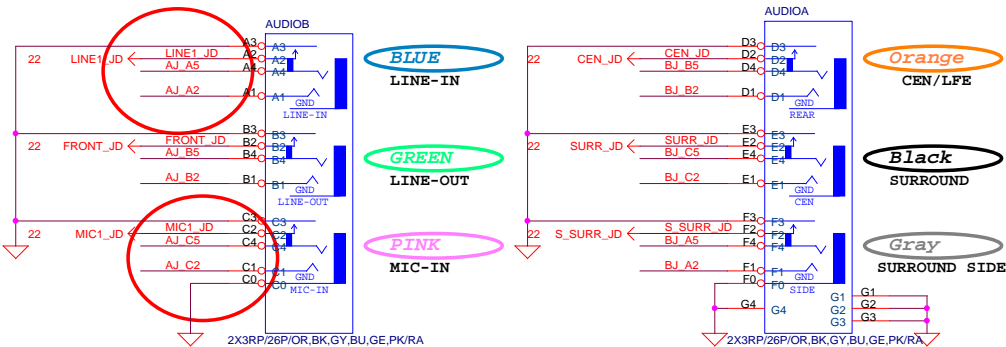 AUDIOB
A3 A3
22 LINE1_JD LINE1_JD A2 A2
AJ_A5 A4 A4
AJ_A2 A1 A1
GND
LINE-IN
BLUE
LINE-IN
B3 B3
22 FRONT_JD FRONT_JD B2 B2
AJ_B5 B4 B4
AJ_B2 B1 B1
GND
LINE-OUT
GREEN
LINE-OUT
C3 C3
22 MIC1_JD MIC1_JD C2 C2
AJ_C5 C4 C4
AJ_C2 C1 C1
GND
C0 C0
MIC-IN
PINK
MIC-IN
2X3RP/26P/OR,BK,GY,BU,GE,PK/RA
AUDIOA
D3 D3
22 CEN_JD CEN_JD D2 D2
BJ_B5 D4 D4
BJ_B2 D1 D1
GND
REAR
Orange
CEN/LFE
E3 E3
22 SURR_JD SURR_JD E2 E2
BJ_C5 E4 E4
BJ_C2 E1 E1
GND
CEN
Black
SURROUND
F3 F3
22 S_SURR_JD S_SURR_JD F2 F2
BJ_A5 F4 F4
BJ_A2 F1 F1
GND
F0 F0
SIDE
Gray
SURROUND SIDE
G4 G4
G1 G1
G2 G2
G3 G3
2X3RP/26P/OR,BK,GY,BU,GE,PK/RA